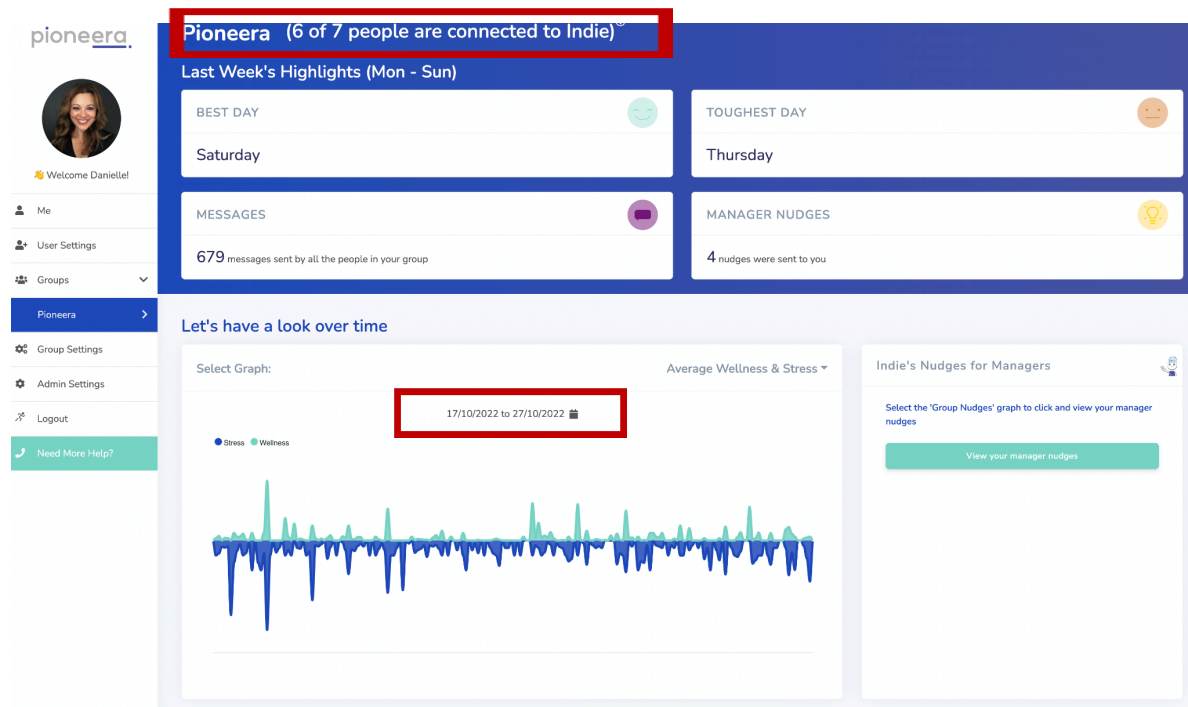 pioneera.
Pioneera (6 of 7 people are connected to Indie)
Last Week's Highlights (Mon - Sun)
BEST DAY
TOUGHEST DAY
Saturday
Thursday
👋 Welcome Danielle!
Me
MESSAGES
MANAGER NUDGES
User Settings
679 messages sent by all the people in your group
4 nudges were sent to you
Groups
Pioneera
Let's have a look over time
Group Settings
Select Graph:
Average Wellness & Stress
Indie's Nudges for Managers
Admin Settings
17/10/2022 to 27/10/2022
Select the 'Group Nudges' graph to click and view your manager
nudges
Logout
Stress Wellness
Need More Help?
View your manager nudges